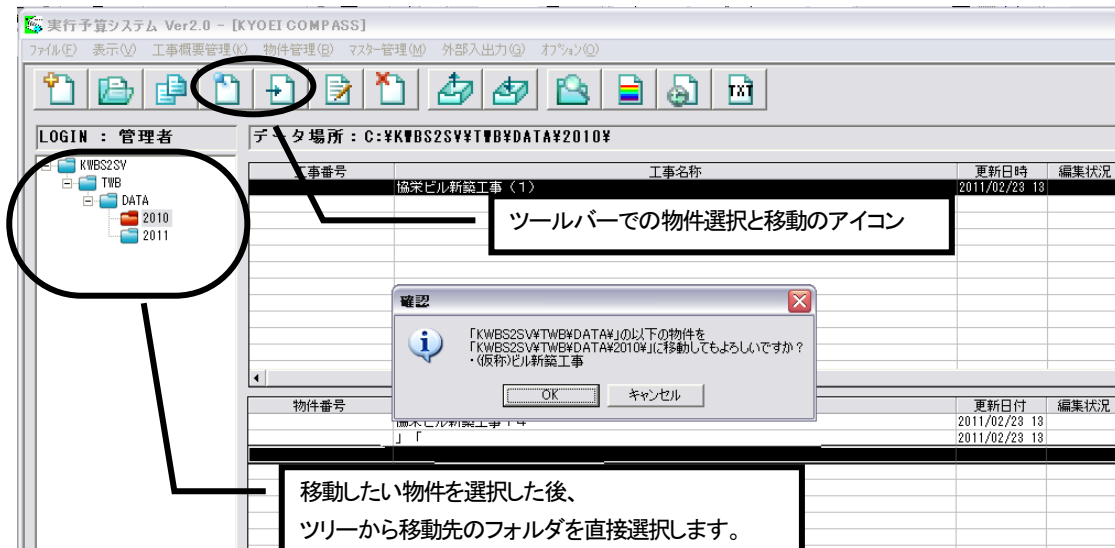 実行予算システム Ver2.0 - [KYOEI COMPASS]
ファイル(F) 表示(V) 工事概要管理(K) 物件管理(B) マスター管理(M) 外部入出力(G) オプション(O)
TXT
LOGIN : 管理者
データ場所 : C:¥KWBS2SV¥TWB¥DATA¥2010¥
KWBS2SV
TWB
DATA
2010
2011
工事番号 工事名称 更新日時 編集状況
協栄ビル新築工事(1) 2011/02/23 13
ツールバーでの物件選択と移動のアイコン
確認
「KWBS2SV¥TWB¥DATA¥」の以下の物件を
「KWBS2SV¥TWB¥DATA¥2010¥」に移動してもよろしいですか?
・(仮称)ビル新築工事
OK キャンセル
物件番号 更新日付 編集状況
2011/02/23 13
」「 2011/02/23 13
移動したい物件を選択した後、
ツリーから移動先のフォルダを直接選択します。